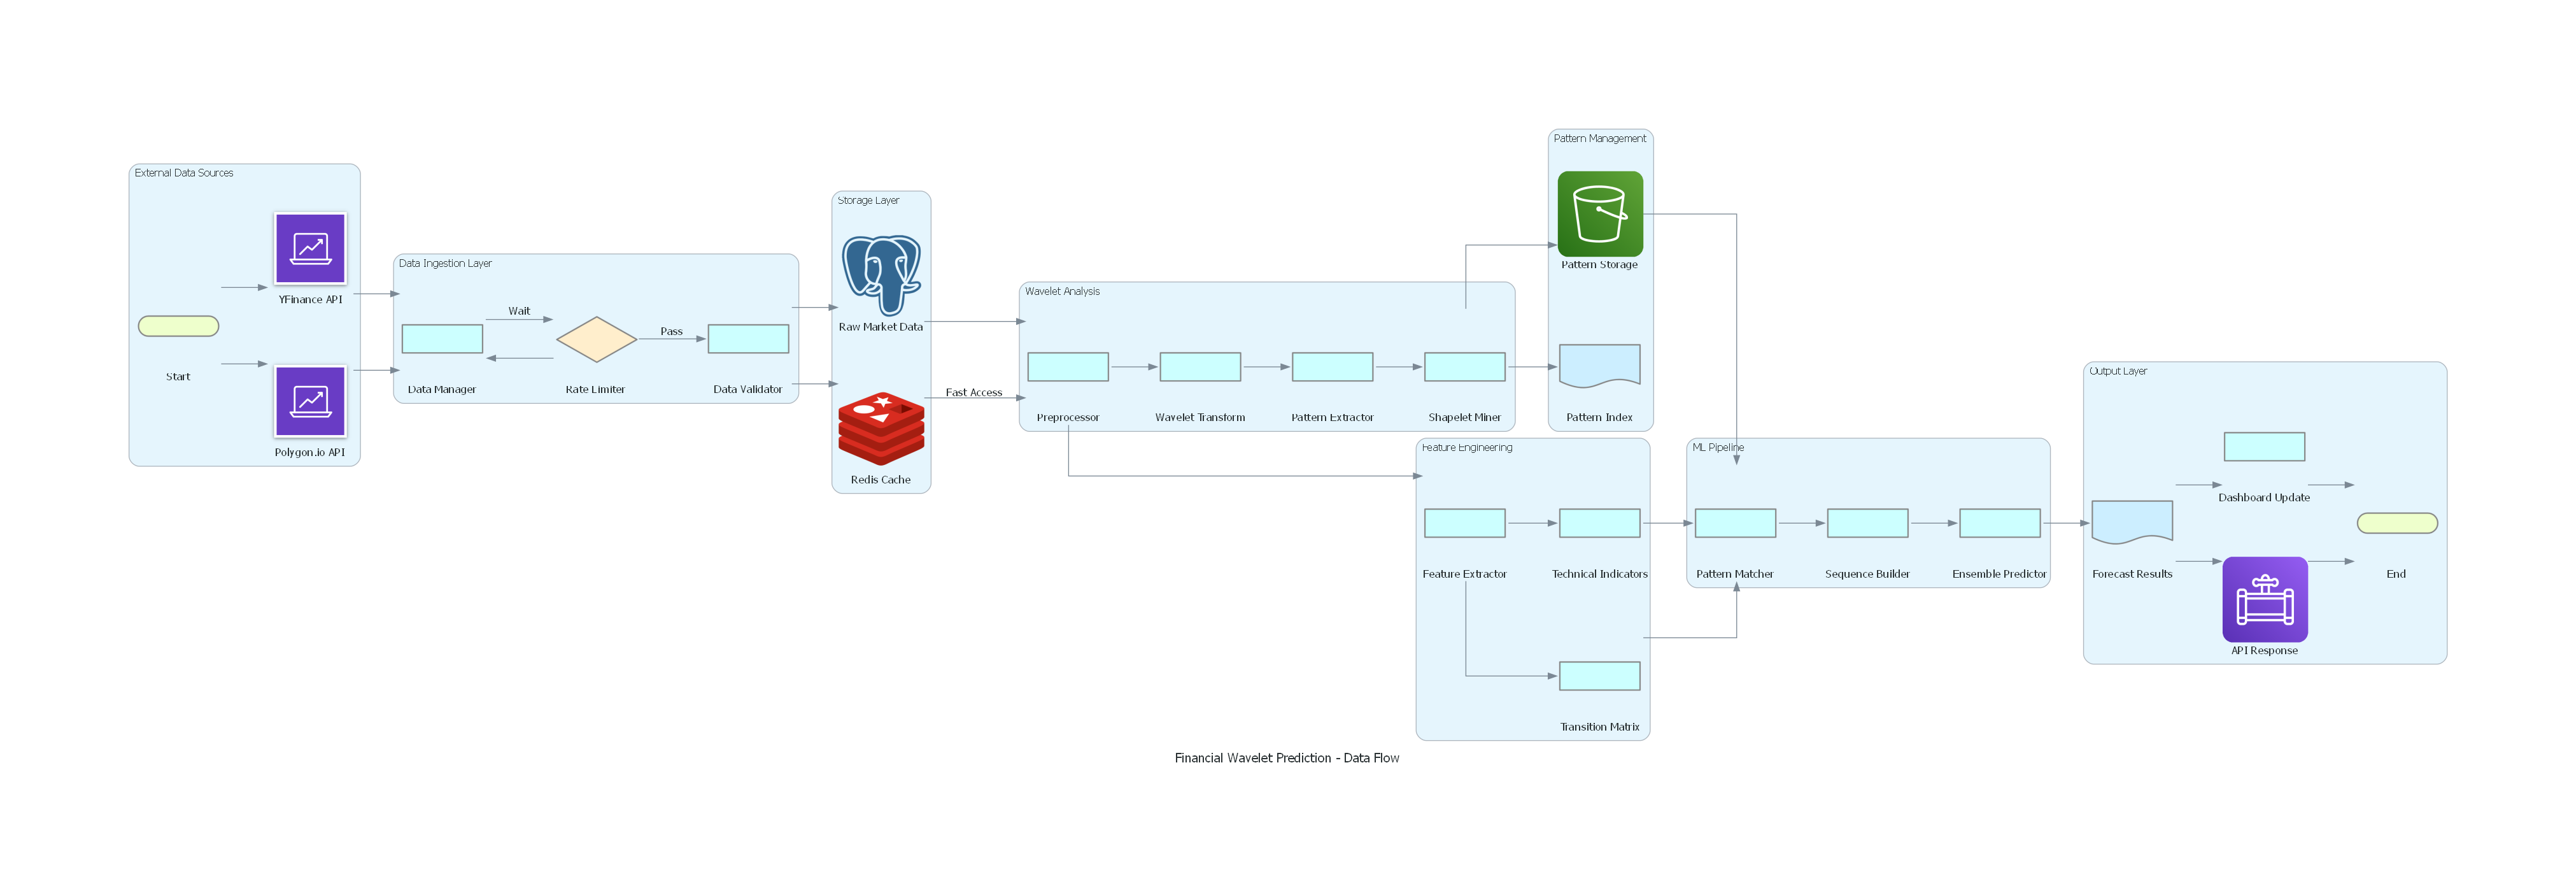 External Data Sources
YFinance API
Start
Polygon.io API
Data Ingestion Layer
Wait
Pass
Data Manager
Rate Limiter
Data Validator
Storage Layer
Raw Market Data
Redis Cache
Fast Access
Wavelet Analysis
Preprocessor
Wavelet Transform
Pattern Extractor
Shapelet Miner
Pattern Management
Pattern Storage
Pattern Index
Feature Engineering
Feature Extractor
Technical Indicators
Transition Matrix
ML Pipeline
Pattern Matcher
Sequence Builder
Ensemble Predictor
Output Layer
Dashboard Update
Forecast Results
End
API Response
Financial Wavelet Prediction - Data Flow